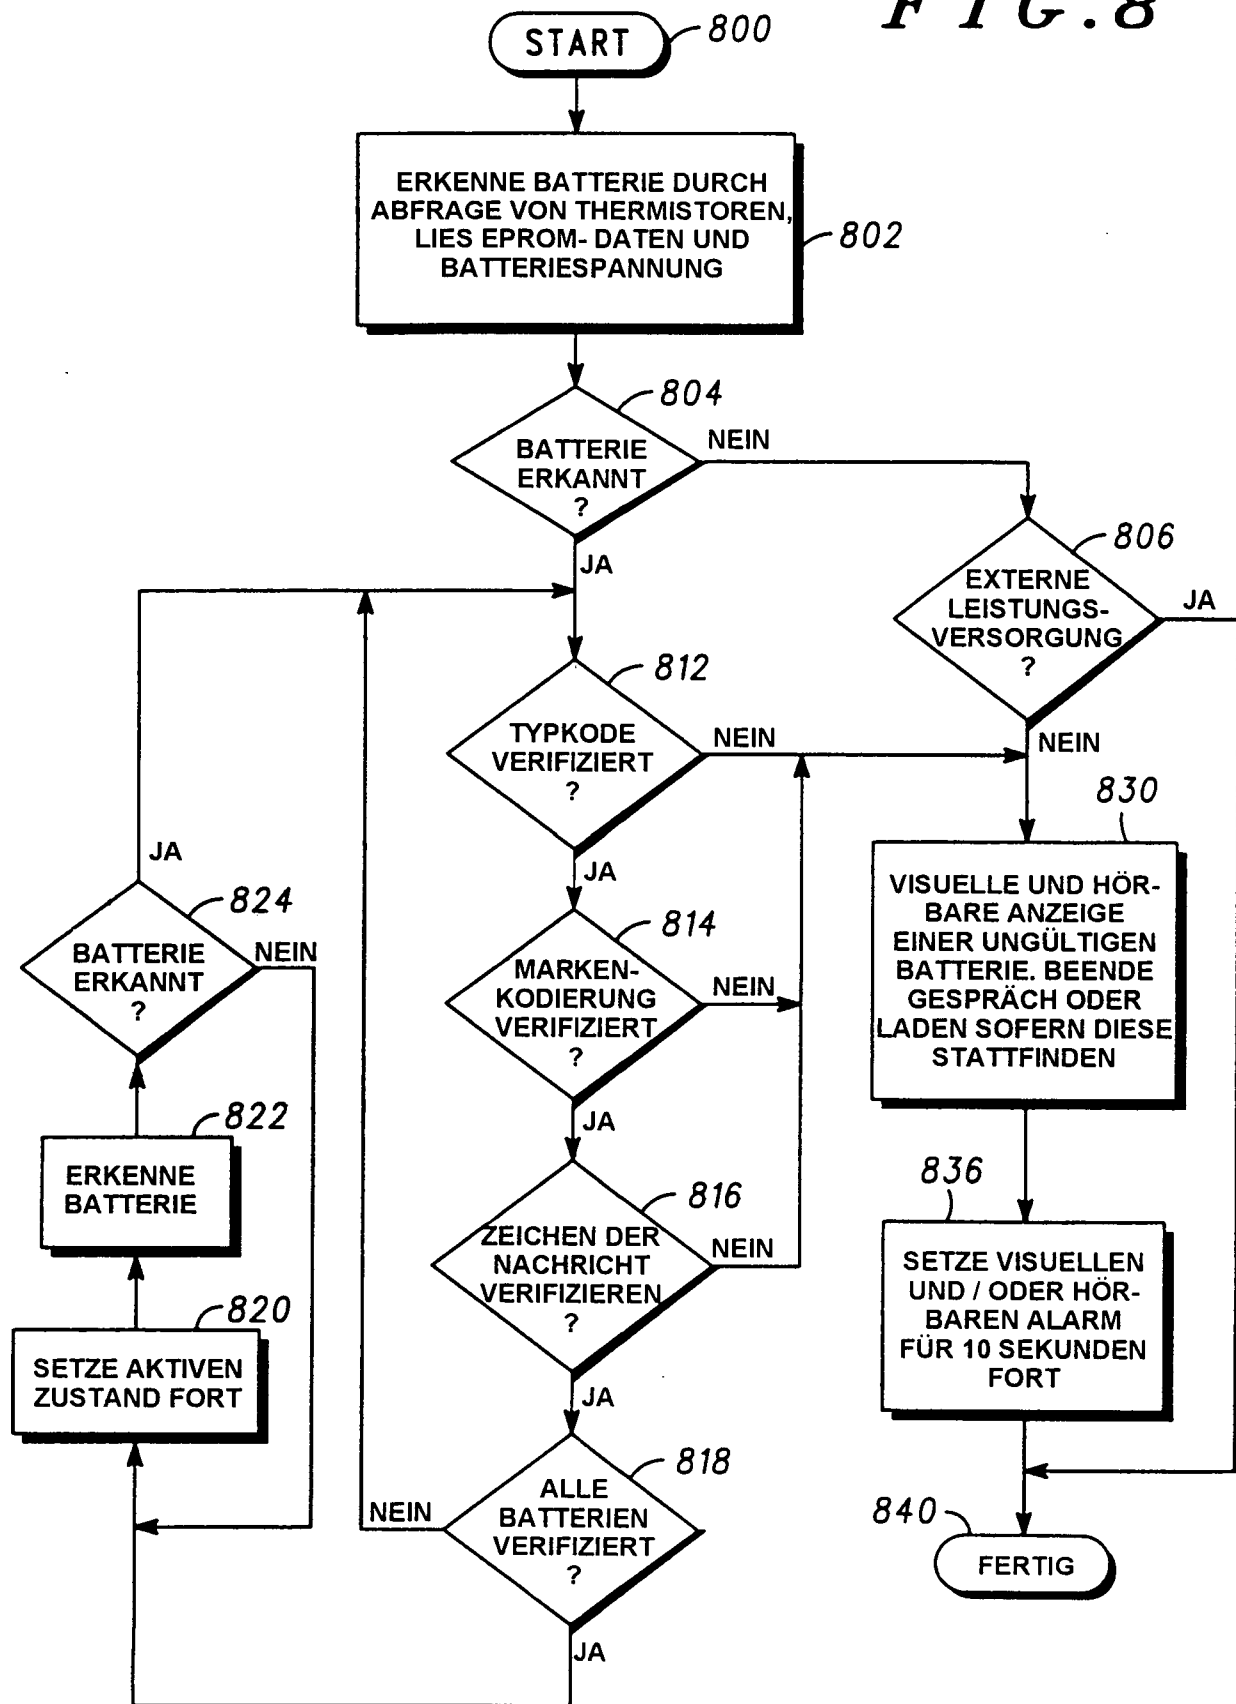 FIG.8
START
800
ERKENNE BATTERIE DURCH
ABFRAGE VON THERMISTOREN,
LIES EPROM- DATEN UND
BATTERIESPANNUNG
802
804
BATTERIE
ERKANNT
?
NEIN
JA
806
EXTERNE
LEISTUNGS-
VERSORGUNG
?
JA
NEIN
812
TYPKODE
VERIFIZIERT
?
NEIN
JA
830
VISUELLE UND HÖR-
BARE ANZEIGE
EINER UNGÜLTIGEN
BATTERIE. BEENDE
GESPRÄCH ODER
LADEN SOFERN DIESE
STATTFINDEN
JA
824
BATTERIE
ERKANNT
?
NEIN
814
MARKEN-
KODIERUNG
VERIFIZIERT
?
NEIN
JA
822
ERKENNE
BATTERIE
816
ZEICHEN DER
NACHRICHT
VERIFIZIEREN
?
NEIN
JA
836
SETZE VISUELLEN
UND / ODER HÖR-
BAREN ALARM
FÜR 10 SEKUNDEN
FORT
820
SETZE AKTIVEN
ZUSTAND FORT
818
ALLE
BATTERIEN
VERIFIZIERT
?
NEIN
JA
840
FERTIG